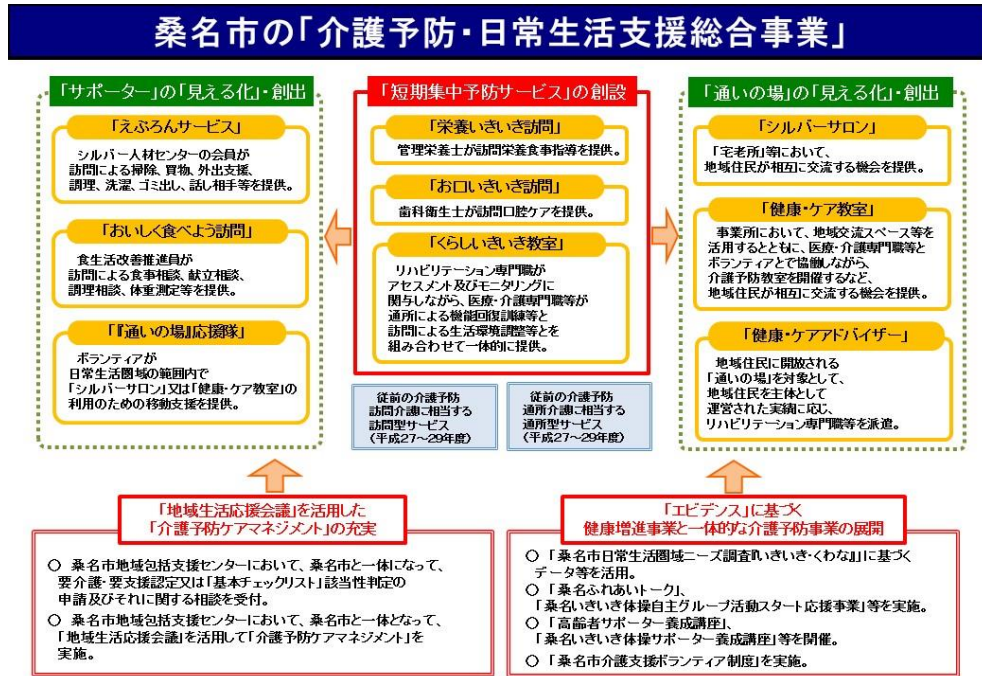 桑名市の「介護予防・日常生活支援総合事業」
「サポーター」の「見える化」・創出
「えぷろんサービス」
シルバー人材センターの会員が
訪問による掃除、買物、外出支援、
調理、洗濯、ゴミ出し、話し相手等を提供。
「おいしく食べよう訪問」
食生活改善推進員が
訪問による食事相談、献立相談、
調理相談、体重測定等を提供。
「『通いの場』応援隊」
ボランティアが
日常生活圏域の範囲内で
「シルバーサロン」又は「健康・ケア教室」の
利用のための移動支援を提供。
「短期集中予防サービス」の創設
「栄養いきいき訪問」
管理栄養士が訪問栄養食事指導を提供。
「お口いきいき訪問」
歯科衛生士が訪問口腔ケアを提供。
「くらしいきいき教室」
リハビリテーション専門職が
アセスメント及びモニタリングに
関与しながら、医療・介護専門職等が
通所による機能回復訓練等と
訪問による生活環境調整等とを
組み合わせて一体的に提供。
従前の介護予防
訪問介護に相当する
訪問型サービス
(平成27~29年度)
従前の介護予防
通所介護に相当する
通所型サービス
(平成27~29年度)
「通いの場」の「見える化」・創出
「シルバーサロン」
「宅老所」等において、
地域住民が相互に交流する機会を提供。
「健康・ケア教室」
事業所において、地域交流スペース等を
活用するとともに、医療・介護専門職等と
ボランティアとで協働しながら、
介護予防教室を開催するなど、
地域住民が相互に交流する機会を提供。
「健康・ケアアドバイザー」
地域住民に開放される
「通いの場」を対象として、
地域住民を主体として
運営された実績に応じ、
リハビリテーション専門職等を派遣。
「地域生活応援会議」を活用した
「介護予防ケアマネジメント」の充実
○ 桑名市地域包括支援センターにおいて、桑名市と一体になって、
要介護・要支援認定又は「基本チェックリスト」該当性判定の
申請及びそれに関する相談を受付。
○ 桑名市地域包括支援センターにおいて、桑名市と一体となって、
「地域生活応援会議」を活用して「介護予防ケアマネジメント」を
実施。
「エビデンス」に基づく
健康増進事業と一体的な介護予防事業の展開
○ 「桑名市日常生活圏域ニーズ調査『いきいき・くわな』」に基づく
データ等を活用。
○ 「桑名ふれあいトーク」、
「桑名いきいき体操自主グループ活動スタート応援事業」等を実施。
○ 「高齢者サポーター養成講座」、
「桑名いきいき体操サポーター養成講座」等を開催。
○ 「桑名市介護支援ボランティア制度」を実施。